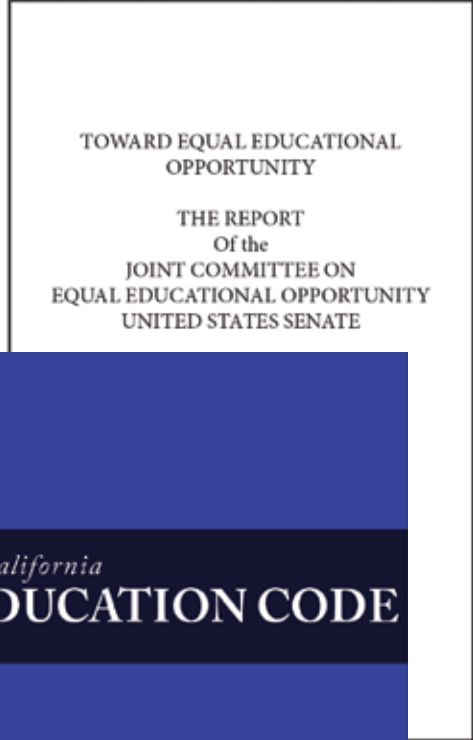 TOWARD EQUAL EDUCATIONAL
OPPORTUNITY
THE REPORT
Of the
JOINT COMMITTEE ON
EQUAL EDUCATIONAL OPPORTUNITY
UNITED STATES SENATE
alifornia
DUCATION CODE